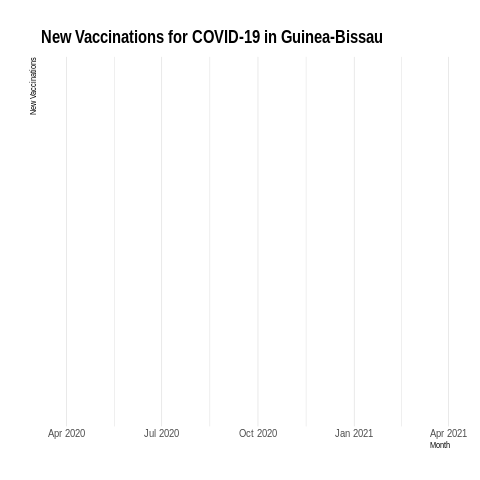 New Vaccinations for COVID-19 in Guinea-Bissau
New Vaccinations
Apr 2020
Jul 2020
Oct 2020
Jan 2021
Apr 2021
Month